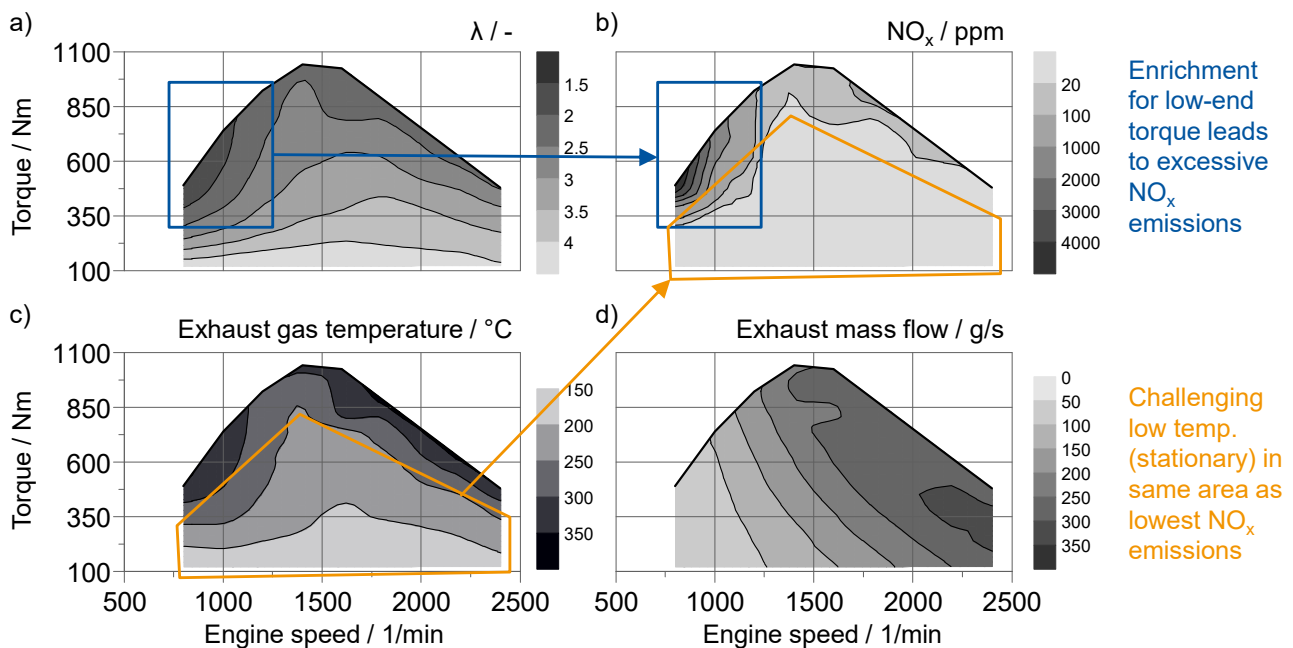 a)
λ / -
b)
NOx / ppm
1100
850
600
350
100
Torque / Nm
1.5
2
2.5
3
3.5
4
20
100
1000
2000
3000
4000
Enrichment
for low-end
torque leads
to excessive
NOx
emissions
c)
Exhaust gas temperature / °C
d)
Exhaust mass flow / g/s
1100
850
600
350
100
Torque / Nm
150
200
250
300
350
0
50
100
150
200
250
300
350
Challenging
low temp.
(stationary) in
same area as
lowest NOx
emissions
500 1000 1500 2000 2500
Engine speed / 1/min
500 1000 1500 2000 2500
Engine speed / 1/min